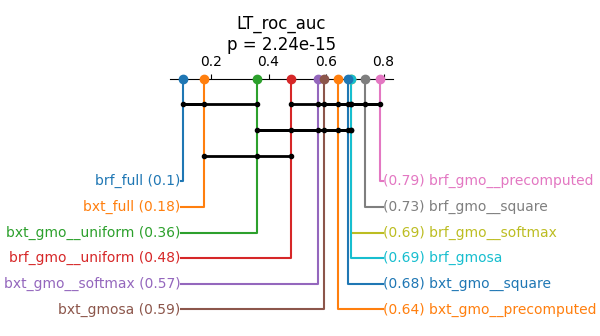 LT_roc_auc
p = 2.24e-15
0.2 0.4 0.6 0.8
brf_full (0.1)
(0.79) brf_gmo__precomputed
bxt_full (0.18)
(0.73) brf_gmo__square
bxt_gmo__uniform (0.36)
(0.69) brf_gmo__softmax
brf_gmo__uniform (0.48)
(0.69) brf_gmosa
bxt_gmo__softmax (0.57)
(0.68) bxt_gmo__square
bxt_gmosa (0.59)
(0.64) bxt_gmo__precomputed